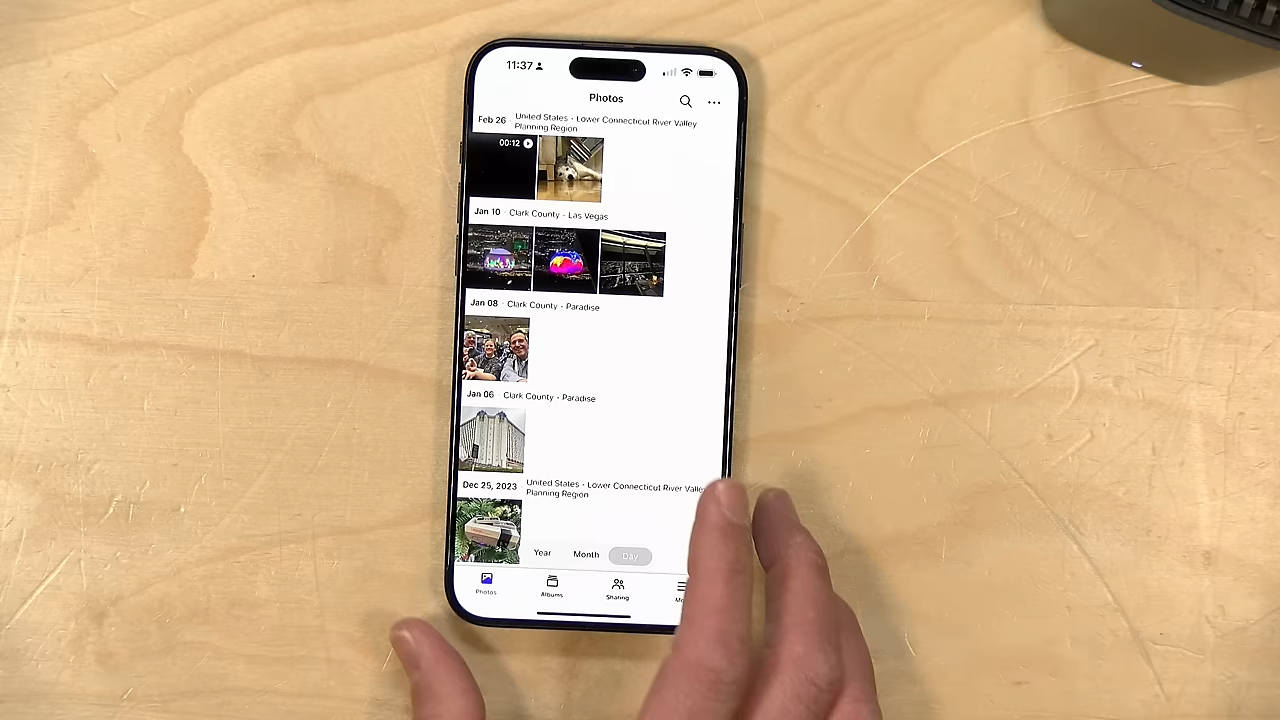 11:37
Photos
Feb 26 United States - Lower Connecticut River Valley
Planning Region
00:12
Jan 10 · Clark County - Las Vegas
Jan 08 · Clark County - Paradise
Jan 06 · Clark County - Paradise
Dec 25, 2023 United States - Lower Connecticut River Valley
Planning Region
Year Month Day
Photos Albums Sharing